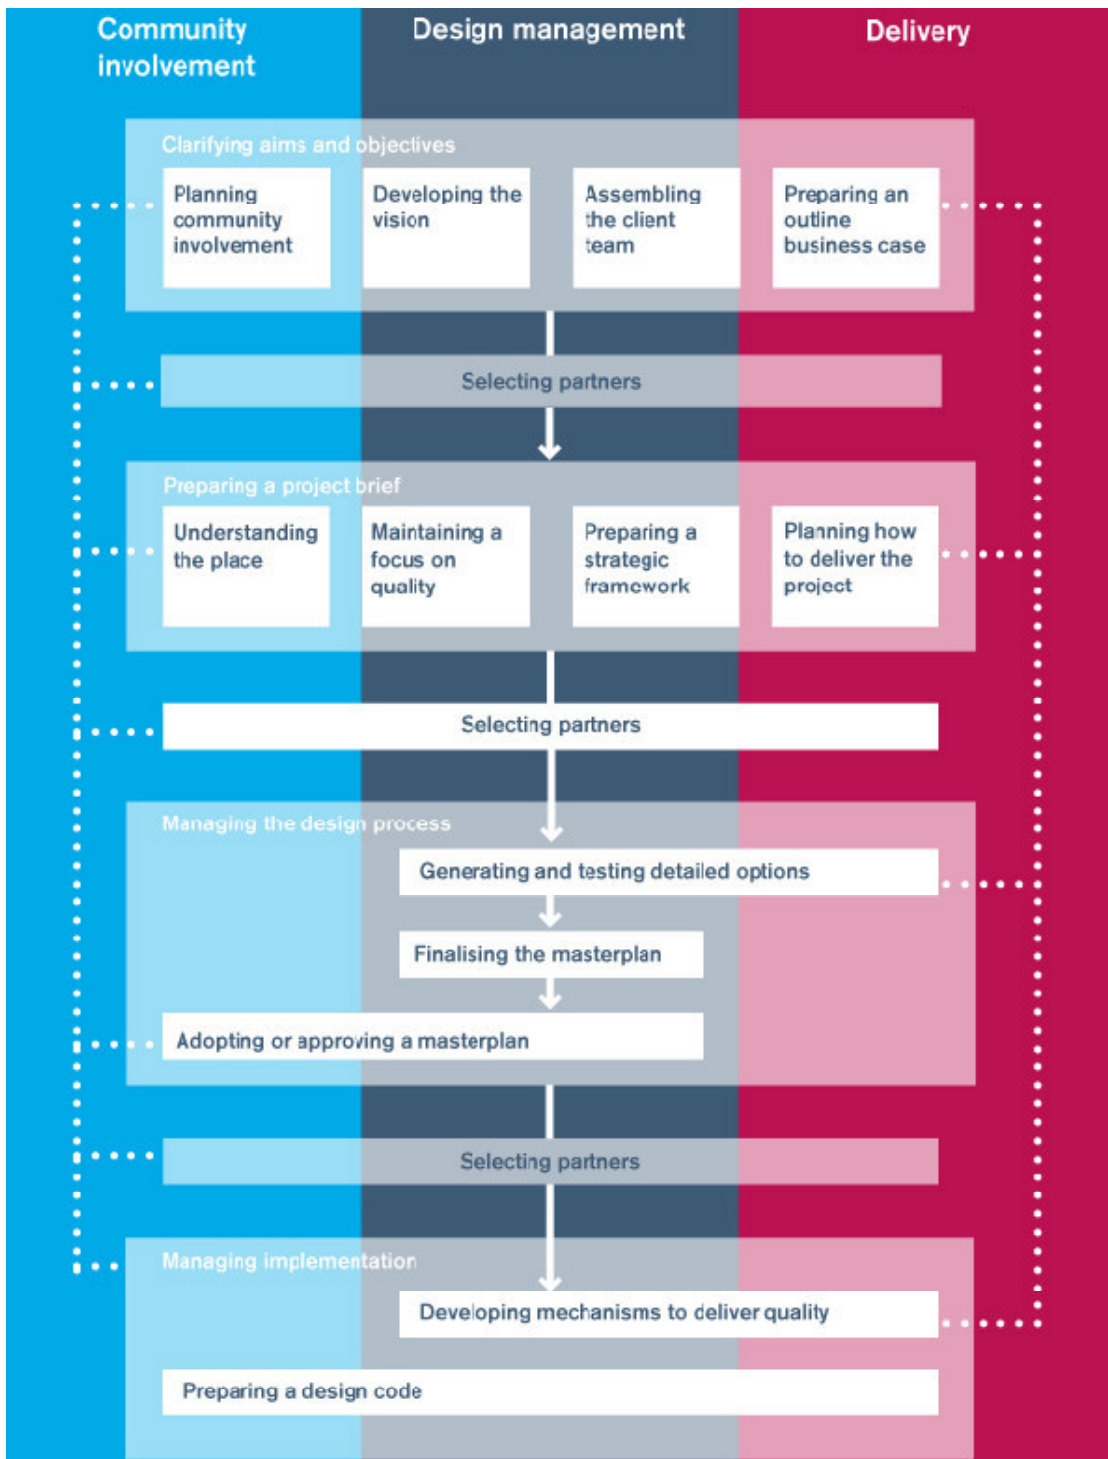 Community
involvement
Design management
Delivery
Clarifying aims and objectives
Planning
community
involvement
Developing the
vision
Assembling
the client
team
Preparing an
outline
business case
Selecting partners
Preparing a project brief
Understanding
the place
Maintaining a
focus on
quality
Preparing a
strategic
framework
Planning how
to deliver the
project
Selecting partners
Managing the design process
Generating and testing detailed options
Finalising the masterplan
Adopting or approving a masterplan
Selecting partners
Managing implementation
Developing mechanisms to deliver quality
Preparing a design code